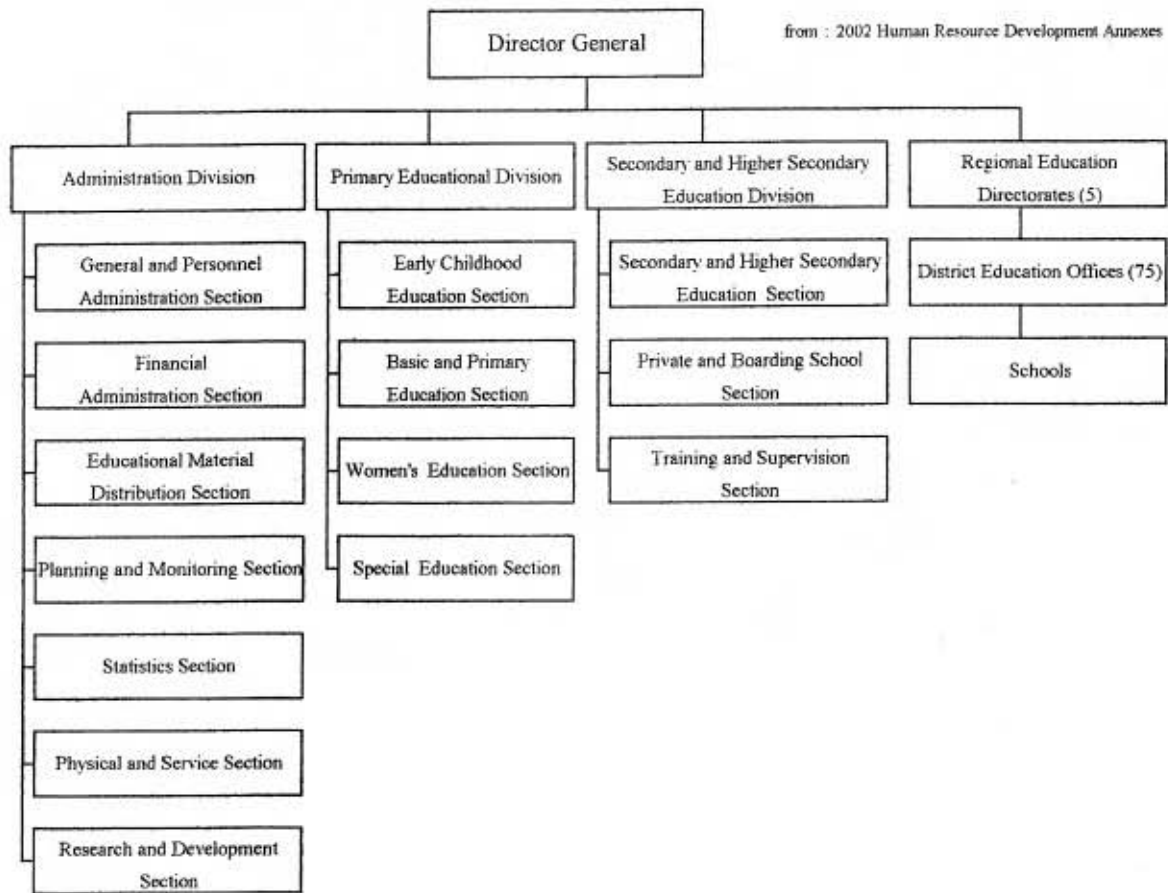 Director General
from : 2002 Human Resource Development Annexes
Administration Division
General and Personnel
Administration Section
Financial
Administration Section
Educational Material
Distribution Section
Planning and Monitoring Section
Statistics Section
Physical and Service Section
Research and Development
Section
Primary Educational Division
Early Childhood
Education Section
Basic and Primary
Education Section
Women's Education Section
Special Education Section
Secondary and Higher Secondary
Education Division
Secondary and Higher Secondary
Education Section
Private and Boarding School
Section
Training and Supervision
Section
Regional Education
Directorates (5)
District Education Offices (75)
Schools